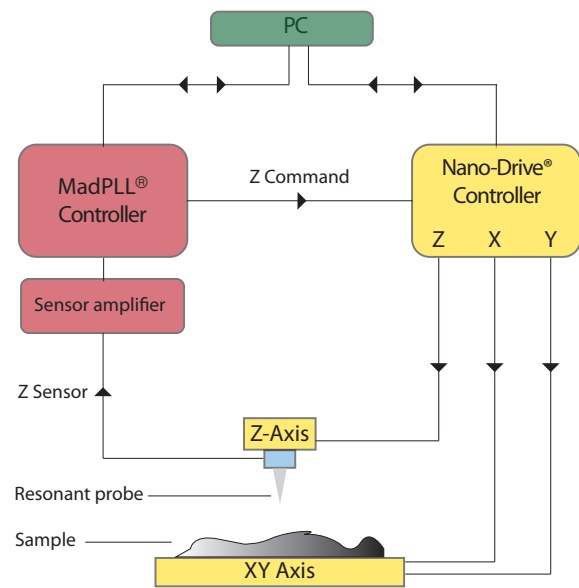 PC
MadPLL®
Controller
Z Command
Nano-Drive®
Controller
Z X Y
Sensor amplifier
Z Sensor
Z-Axis
Resonant probe
Sample
XY Axis